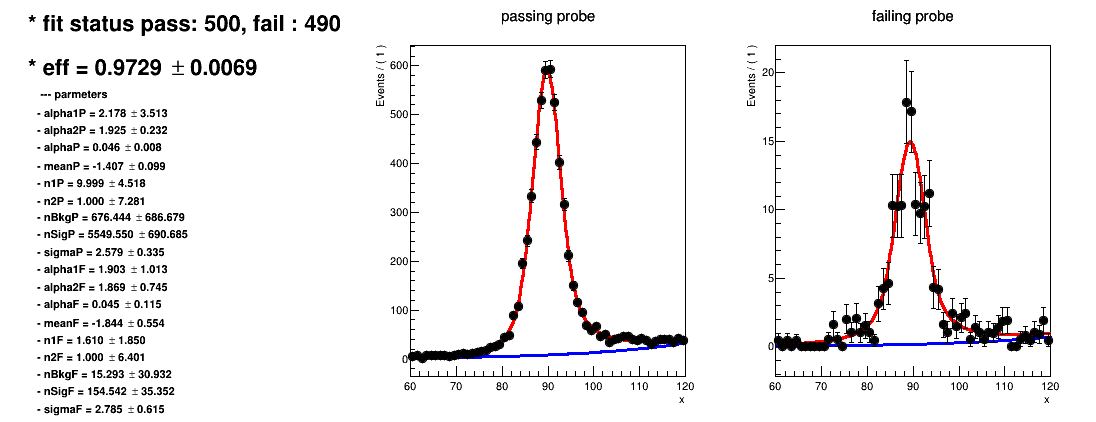 * fit status pass: 500, fail : 490
* eff = 0.9729 ± 0.0069
--- parmeters
- alpha1P = 2.178 ± 3.513
- alpha2P = 1.925 ± 0.232
- alphaP = 0.046 ± 0.008
- meanP = -1.407 ± 0.099
- n1P = 9.999 ± 4.518
- n2P = 1.000 ± 7.281
- nBkgP = 676.444 ± 686.679
- nSigP = 5549.550 ± 690.685
- sigmaP = 2.579 ± 0.335
- alpha1F = 1.903 ± 1.013
- alpha2F = 1.869 ± 0.745
- alphaF = 0.045 ± 0.115
- meanF = -1.844 ± 0.554
- n1F = 1.610 ± 1.850
- n2F = 1.000 ± 6.401
- nBkgF = 15.293 ± 30.932
- nSigF = 154.542 ± 35.352
- sigmaF = 2.785 ± 0.615
passing probe
Events / ( 1 )
600
500
400
300
200
100
0
60 70 80 90 100 110 120
x
failing probe
Events / ( 1 )
20
15
10
5
0
60 70 80 90 100 110 120
x